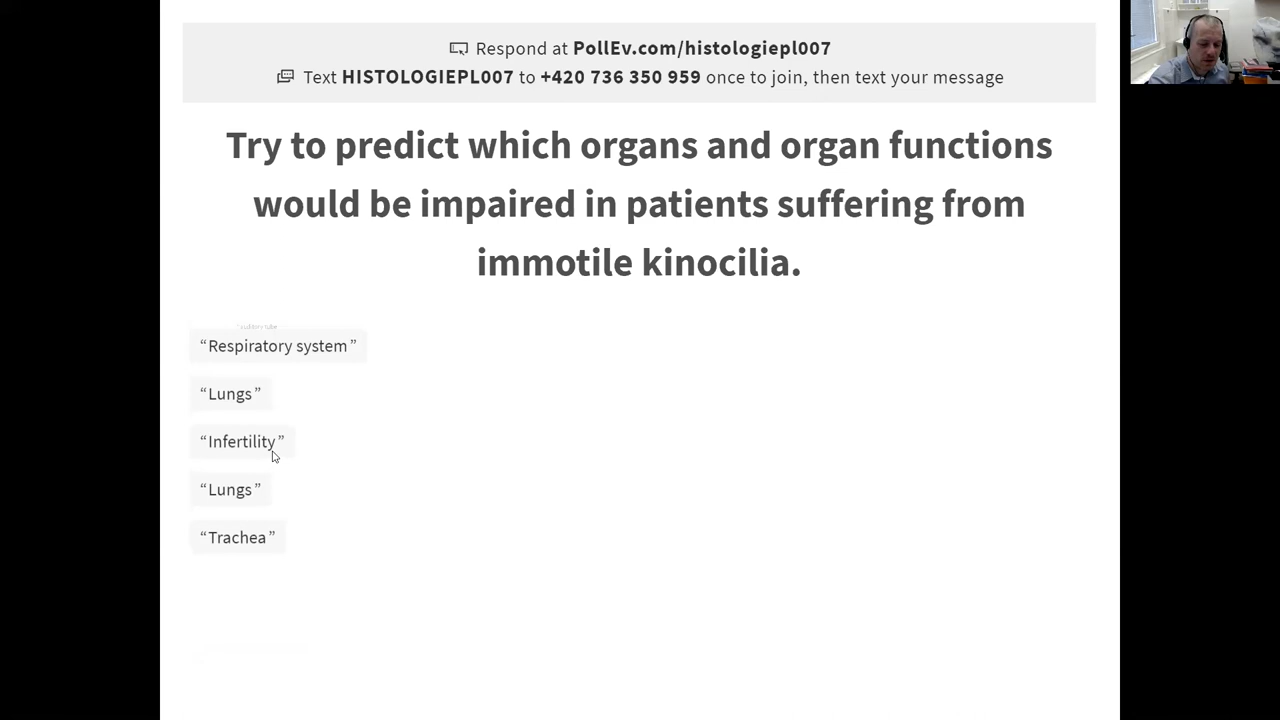 Respond at PollEv.com/histologiepl007
Text HISTOLOGIEPL007 to +420 736 350 959 once to join, then text your message
Try to predict which organs and organ functions
would be impaired in patients suffering from
immotile kinocilia.
“Auditory tube”
“Respiratory system”
“Lungs”
“Infertility”
“Lungs”
“Trachea”